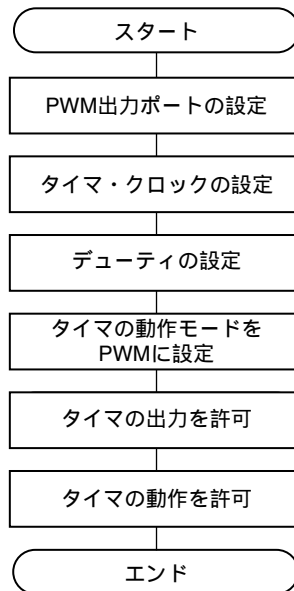 スタート
PWM出力ポートの設定
タイマ・クロックの設定
デューティの設定
タイマの動作モードを
PWMに設定
タイマの出力を許可
タイマの動作を許可
エンド